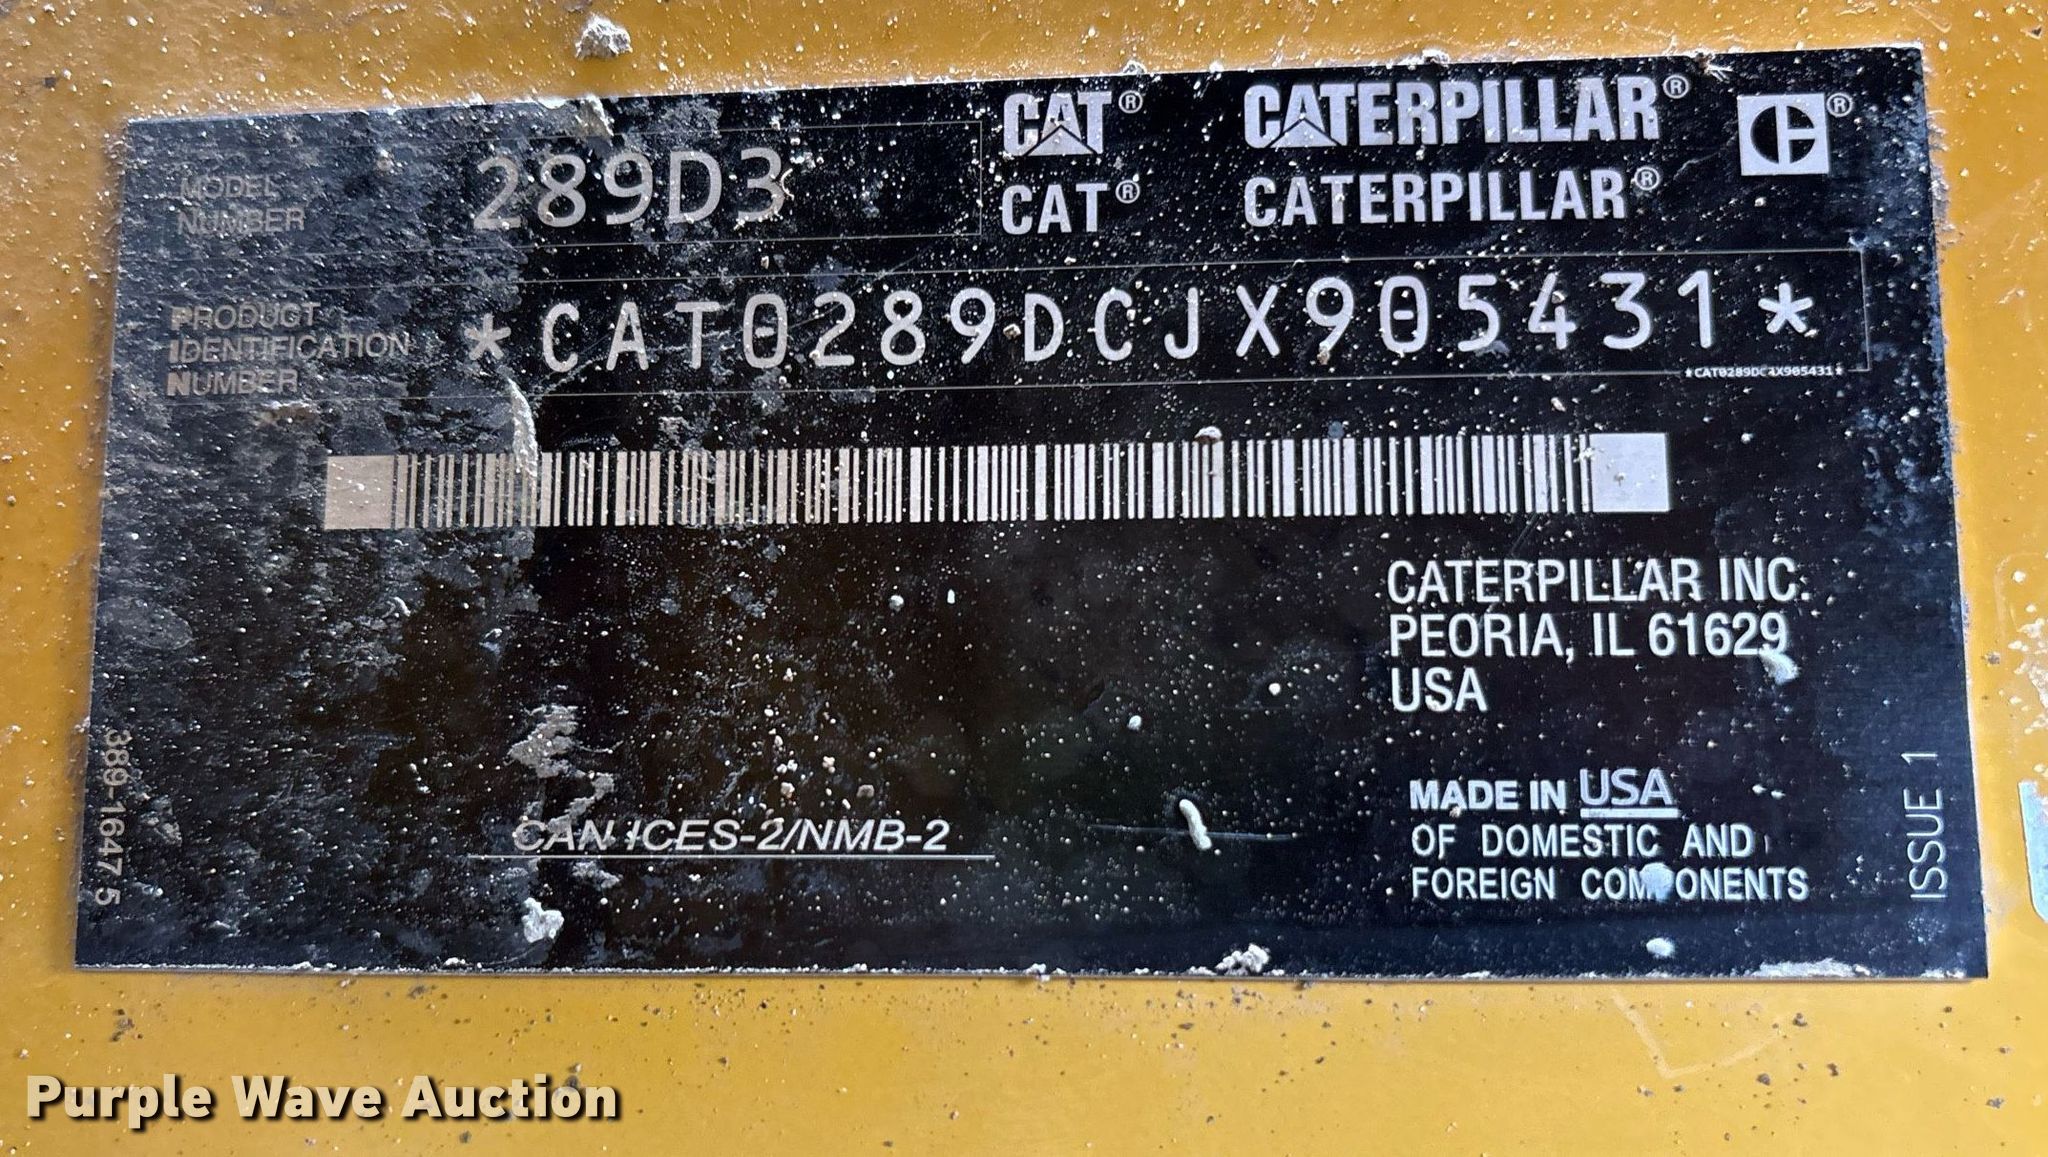 MODEL
NUMBER
289D3
CAT® CATERPILLAR® ®
CAT® CATERPILLAR®
PRODUCT
IDENTIFICATION
NUMBER
*CAT0289DCJX905431*
*CAT0289DCJX905431*
CATERPILLAR INC.
PEORIA, IL 61629
USA
MADE IN USA
OF DOMESTIC AND
FOREIGN COMPONENTS
CAN ICES-2/NMB-2
389-1647 5
ISSUE 1
Purple Wave Auction